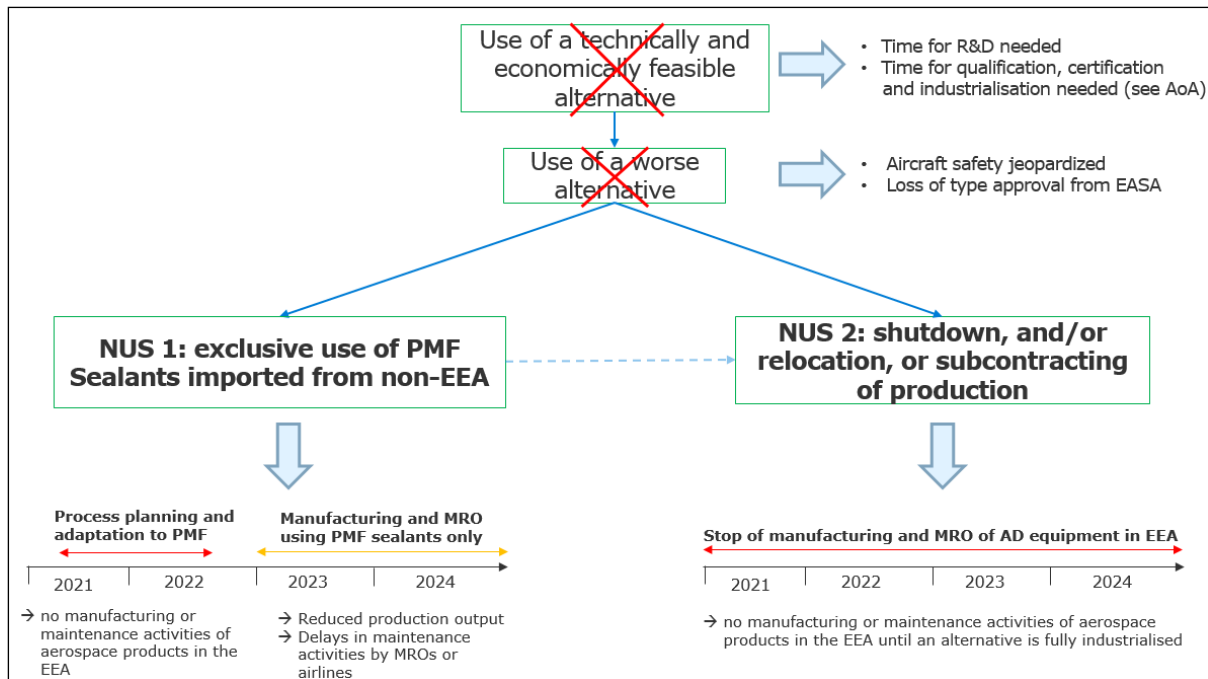 Use of a technically and
economically feasible
alternative
• Time for R&D needed
• Time for qualification, certification
and industrialisation needed (see AoA)
Use of a worse
alternative
• Aircraft safety jeopardized
• Loss of type approval from EASA
NUS 1: exclusive use of PMF
Sealants imported from non-EEA
NUS 2: shutdown, and/or
relocation, or subcontracting
of production
Process planning and
adaptation to PMF
Manufacturing and MRO
using PMF sealants only
2021
2022
2023
2024
→ no manufacturing or
maintenance activities of
aerospace products in the
EEA
→ Reduced production output
→ Delays in maintenance
activities by MROs or
airlines
Stop of manufacturing and MRO of AD equipment in EEA
2021
2022
2023
2024
→ no manufacturing or maintenance activities of aerospace
products in the EEA until an alternative is fully industrialised